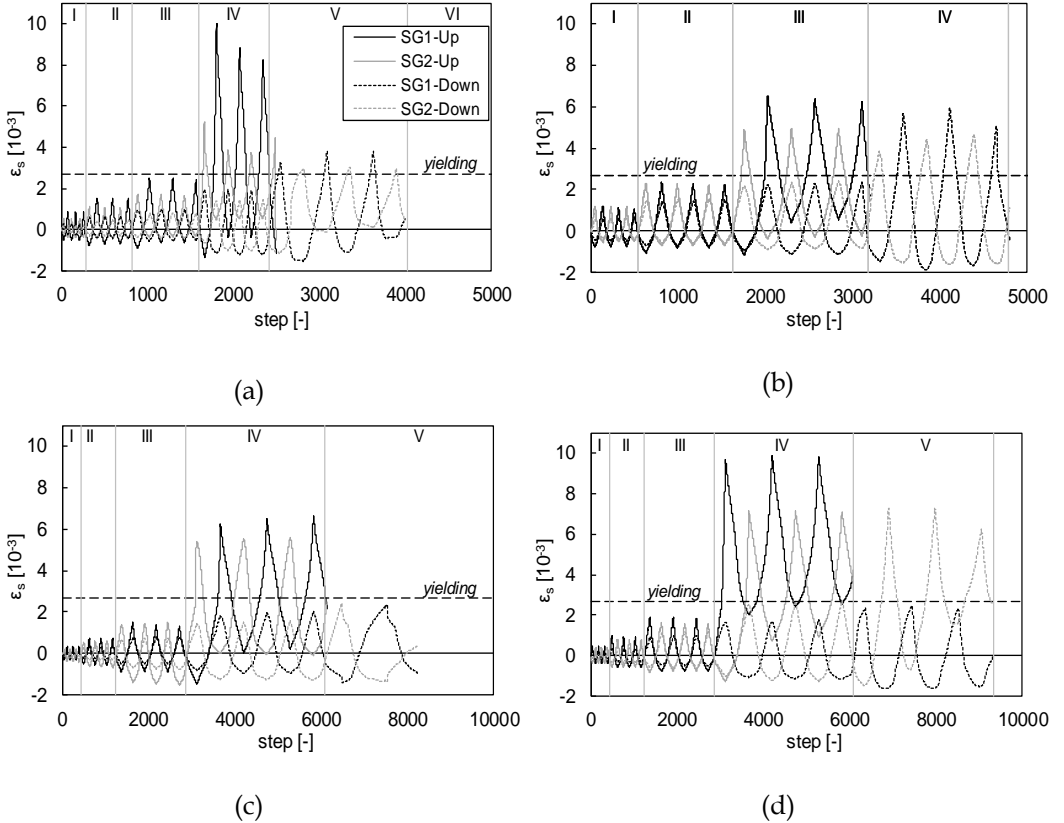 I II III IV V VI
10
8
6
4
2
0
-2
ε_s [10^-3]
SG1-Up
SG2-Up
SG1-Down
SG2-Down
yielding
0 1000 2000 3000 4000 5000
step [-]
(a)
I II III IV
10
8
6
4
2
0
-2
ε_s [10^-3]
yielding
0 1000 2000 3000 4000 5000
step [-]
(b)
I II III IV V
10
8
6
4
2
0
-2
ε_s [10^-3]
yielding
0 2000 4000 6000 8000 10000
step [-]
(c)
I II III IV V
10
8
6
4
2
0
-2
ε_s [10^-3]
yielding
0 2000 4000 6000 8000 10000
step [-]
(d)